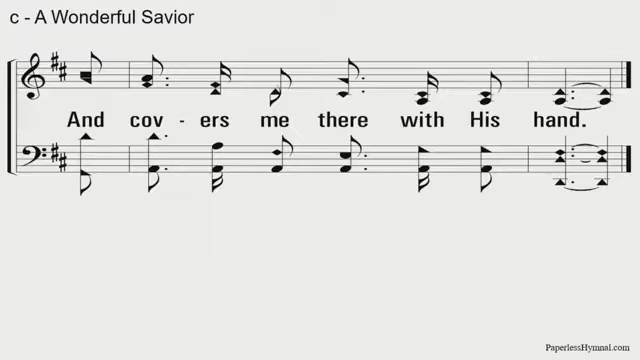 c - A Wonderful Savior
And cov - ers me there with His hand.
PaperlessHymnal.com